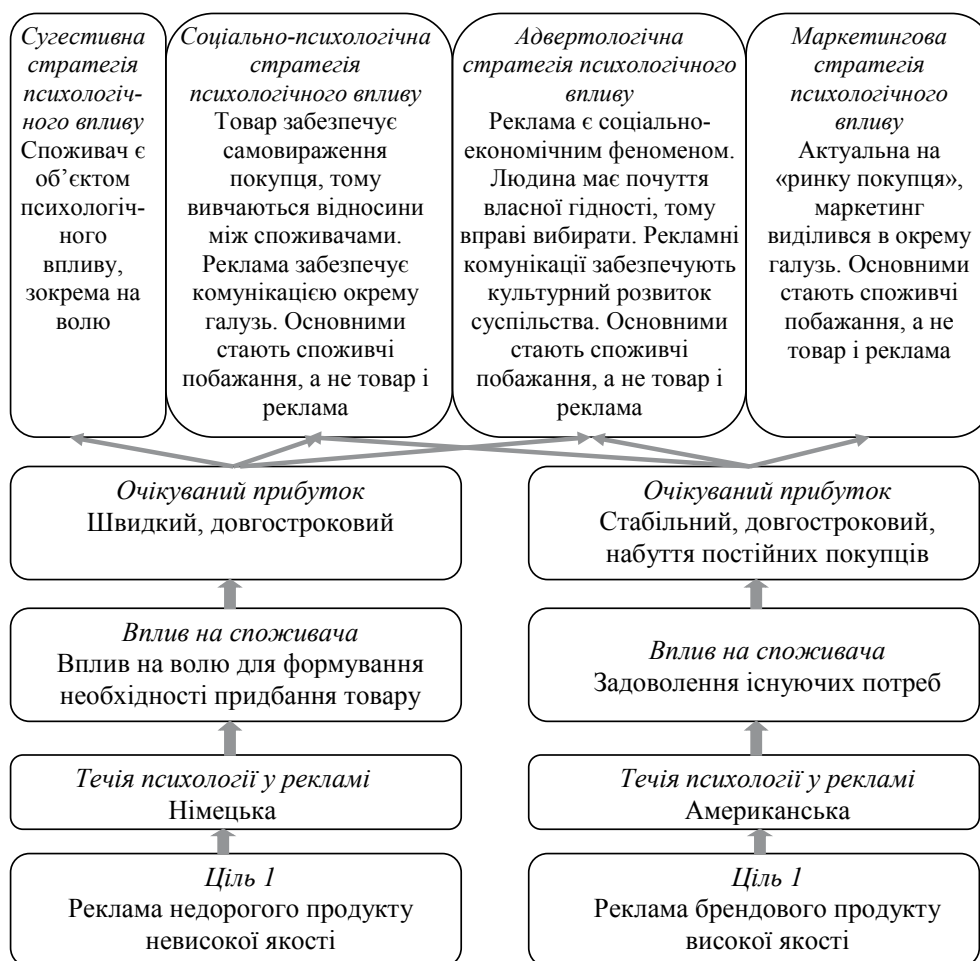 Сугестивна
стратегія
психологіч-
ного впливу
Споживач є
об’єктом
психологіч-
ного
впливу,
зокрема на
волю
Соціально-психологічна
стратегія
психологічного впливу
Товар забезпечує
самовираження
покупця, тому
вивчаються відносини
між споживачами.
Реклама забезпечує
комунікацією окрему
галузь. Основними
стають споживчі
побажання, а не товар і
реклама
Адвертологічна
стратегія психологічного
впливу
Реклама є соціально-
економічним феноменом.
Людина має почуття
власної гідності, тому
вправі вибирати. Рекламні
комунікації забезпечують
культурний розвиток
суспільства. Основними
стають споживчі
побажання, а не товар і
реклама
Маркетингова
стратегія
психологічного
впливу
Актуальна на
«ринку покупця»,
маркетинг
виділився в окрему
галузь. Основними
стають споживчі
побажання, а не
товар і реклама
Очікуваний прибуток
Швидкий, довгостроковий
Очікуваний прибуток
Стабільний, довгостроковий,
набуття постійних покупців
Вплив на споживача
Вплив на волю для формування
необхідності придбання товару
Вплив на споживача
Задоволення існуючих потреб
Течія психології у рекламі
Німецька
Течія психології у рекламі
Американська
Ціль 1
Реклама недорогого продукту
невисокої якості
Ціль 1
Реклама брендового продукту
високої якості